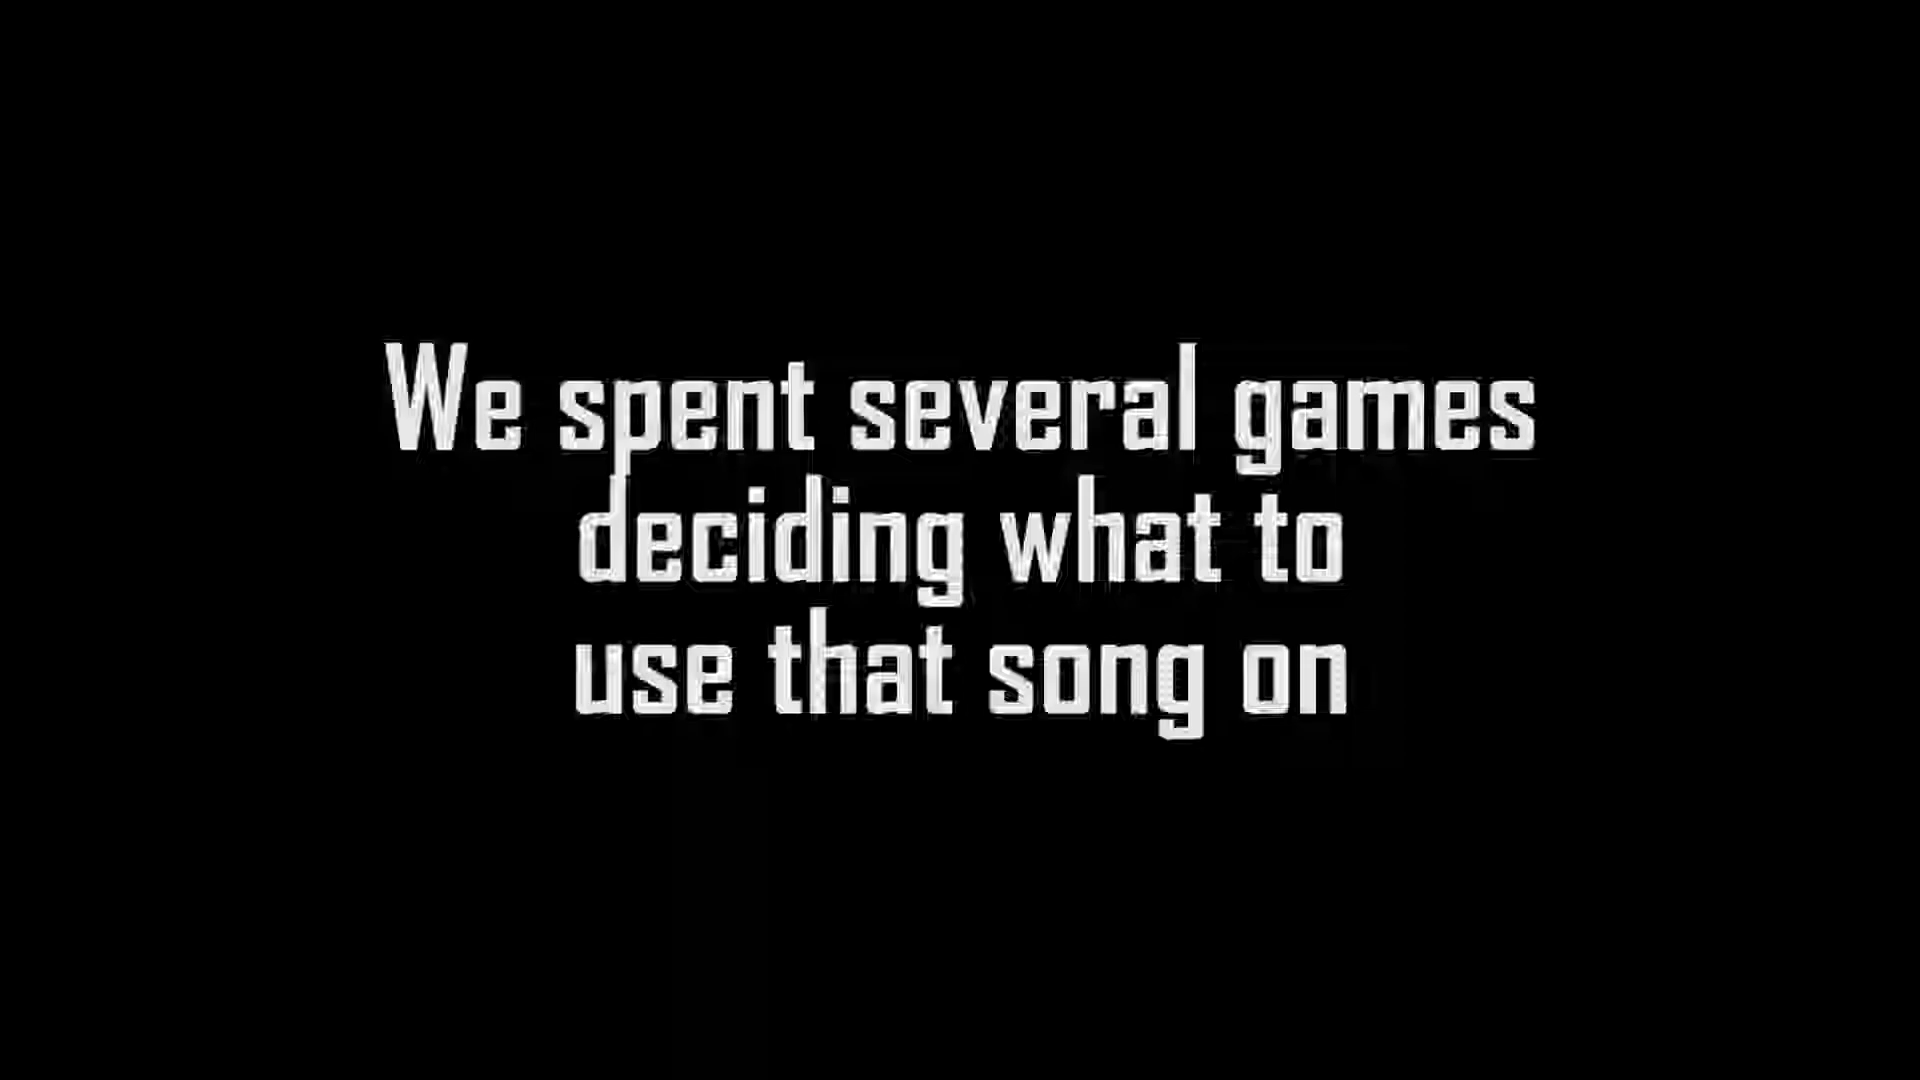 We spent several games
deciding what to
use that song on